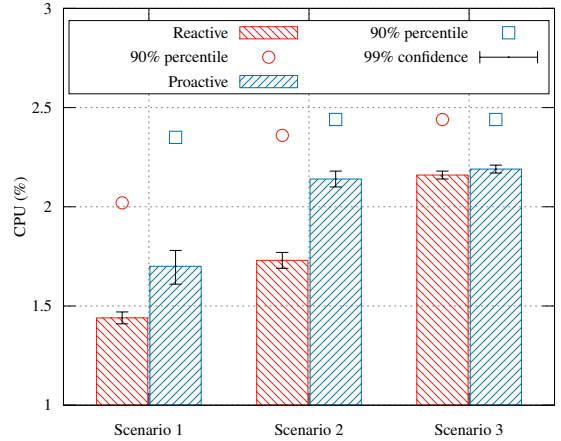 3
2.5
2
1.5
1
CPU (%)
Reactive
90% percentile
Proactive
90% percentile
99% confidence
Scenario 1
Scenario 2
Scenario 3